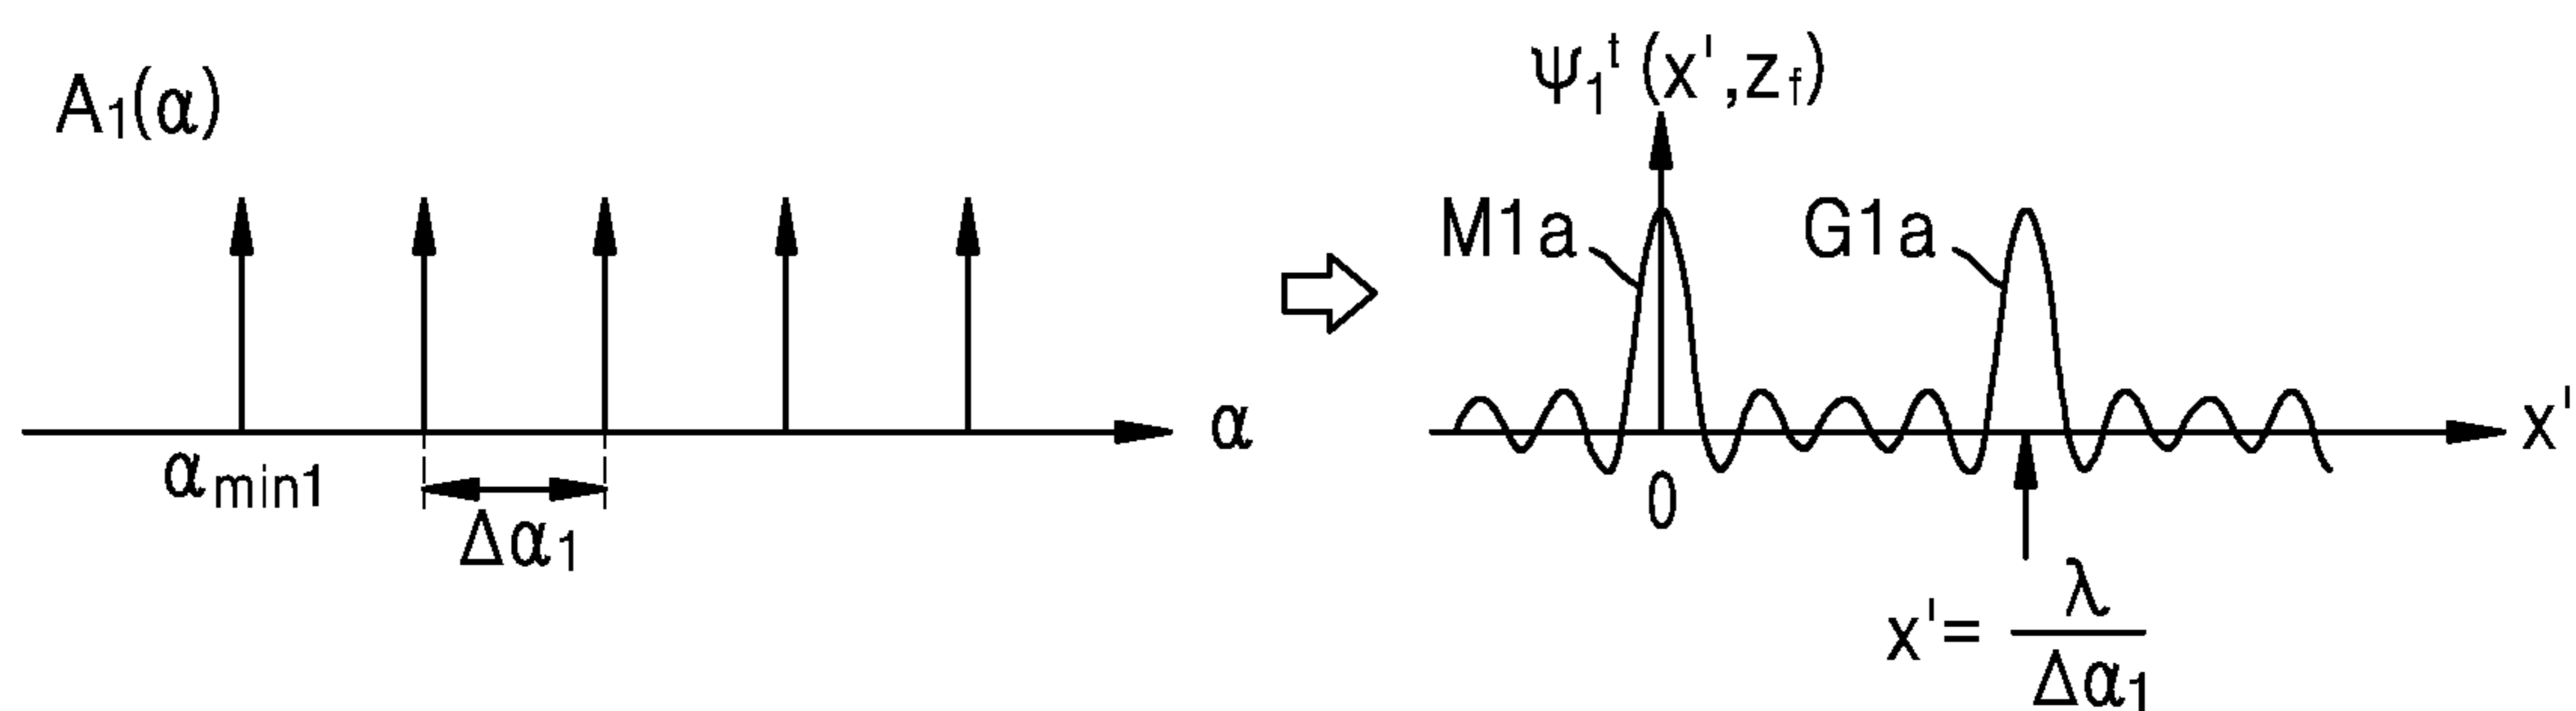 A₁(α)
α
αmin1
Δα₁
ψ₁ᵗ(x',zf)
M1a
G1a
x'
0
x'= λ/Δα₁